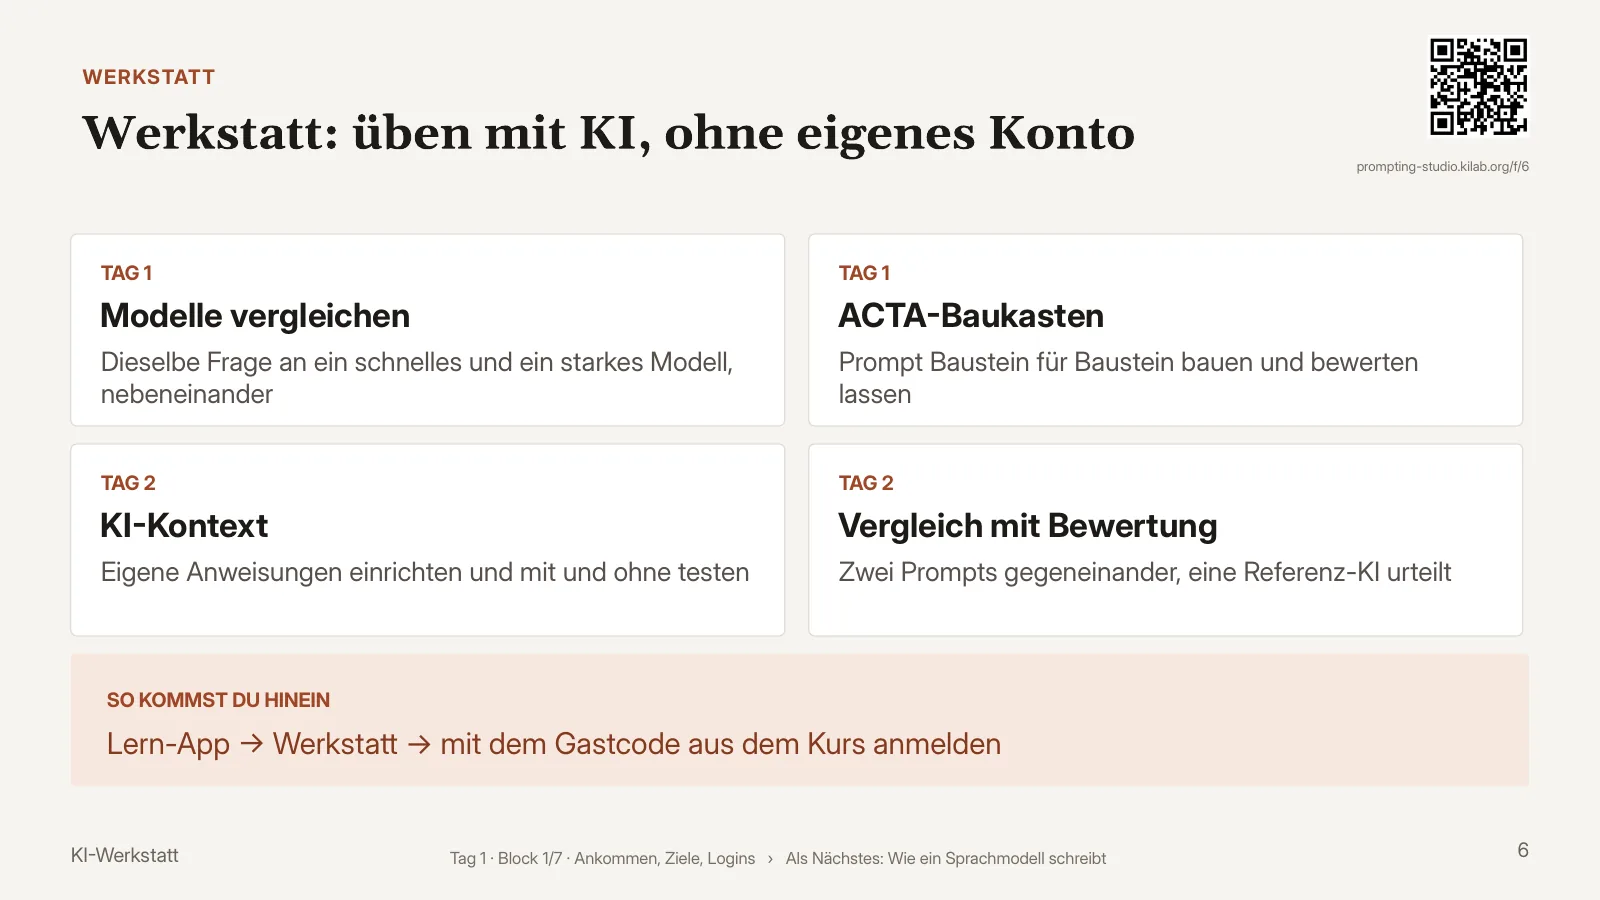 WERKSTATT
Werkstatt: üben mit KI, ohne eigenes Konto
prompting-studio.kilab.org/f/6
TAG 1
Modelle vergleichen
Dieselbe Frage an ein schnelles und ein starkes Modell,
nebeneinander
TAG 1
ACTA-Baukasten
Prompt Baustein für Baustein bauen und bewerten
lassen
TAG 2
KI-Kontext
Eigene Anweisungen einrichten und mit und ohne testen
TAG 2
Vergleich mit Bewertung
Zwei Prompts gegeneinander, eine Referenz-KI urteilt
SO KOMMST DU HINEIN
Lern-App → Werkstatt → mit dem Gastcode aus dem Kurs anmelden
KI-Werkstatt
Tag 1 · Block 1/7 · Ankommen, Ziele, Logins › Als Nächstes: Wie ein Sprachmodell schreibt
6